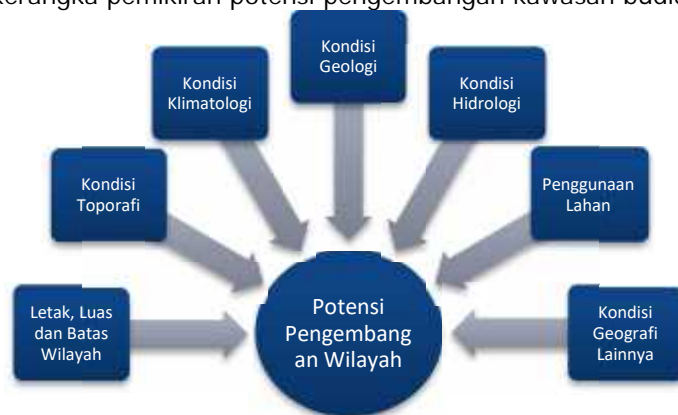 kerangka pemikiran potensi pengembangan kawasan
Kondisi
Geologi
Kondisi
Klimatologi
Kondisi
Hidrologi
Kondisi
Toporafi
Penggunaan
Lahan
Letak, Luas
dan Batas
Wilayah
Potensi
Pengembang
an Wilayah
Kondisi
Geografi
Lainnya